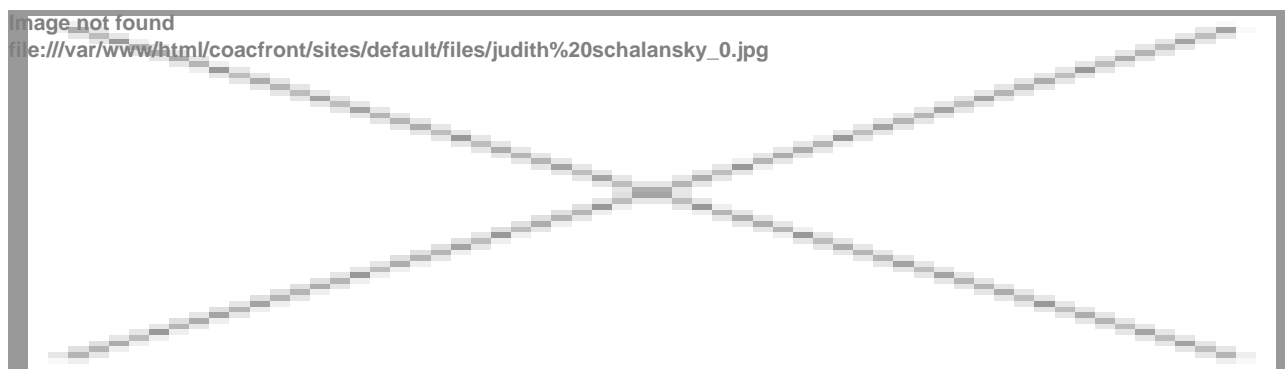 Image not found
file:///var/www/html/coacfront/sites/default/files/judith%20schalansky_0.jpg